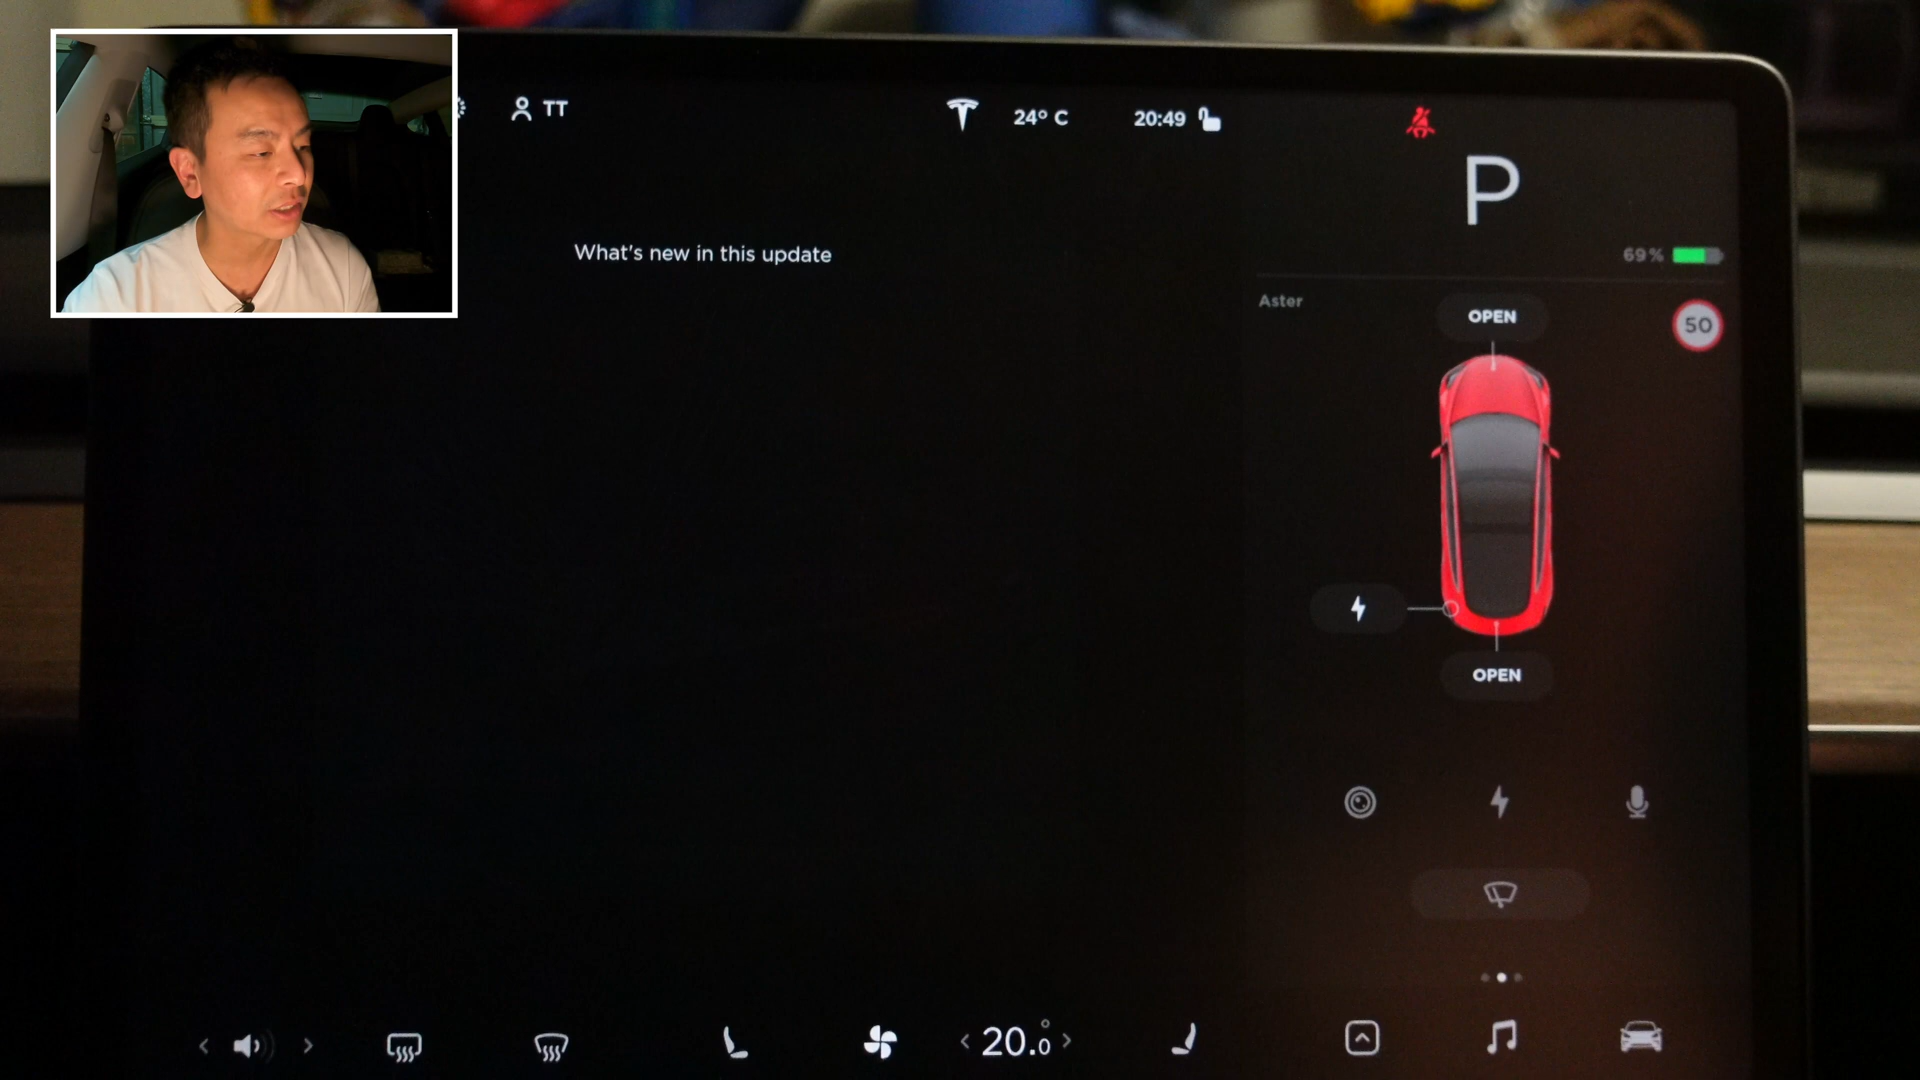 TT
24° C
20:49
P
What's new in this update
69 %
Aster
OPEN
50
OPEN
20.0°